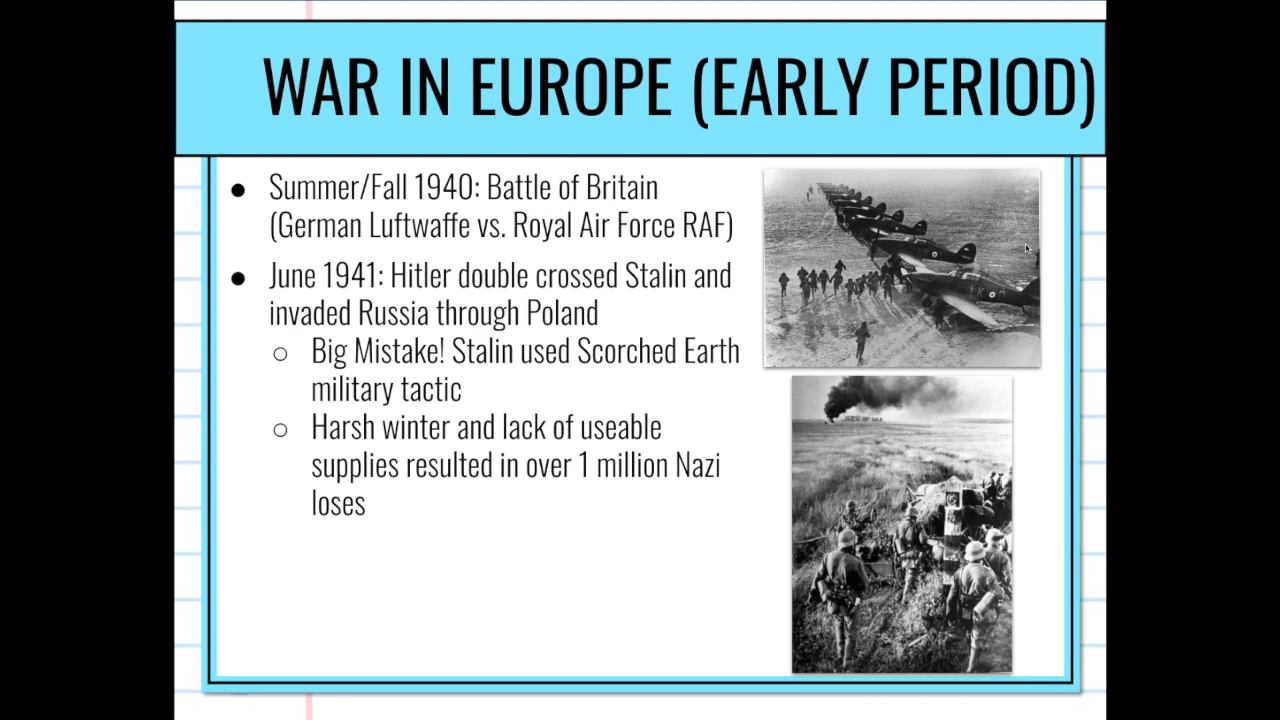 WAR IN EUROPE (EARLY PERIOD)
● Summer/Fall 1940: Battle of Britain
(German Luftwaffe vs. Royal Air Force RAF)
● June 1941: Hitler double crossed Stalin and
invaded Russia through Poland
○ Big Mistake! Stalin used Scorched Earth
military tactic
○ Harsh winter and lack of useable
supplies resulted in over 1 million Nazi
loses